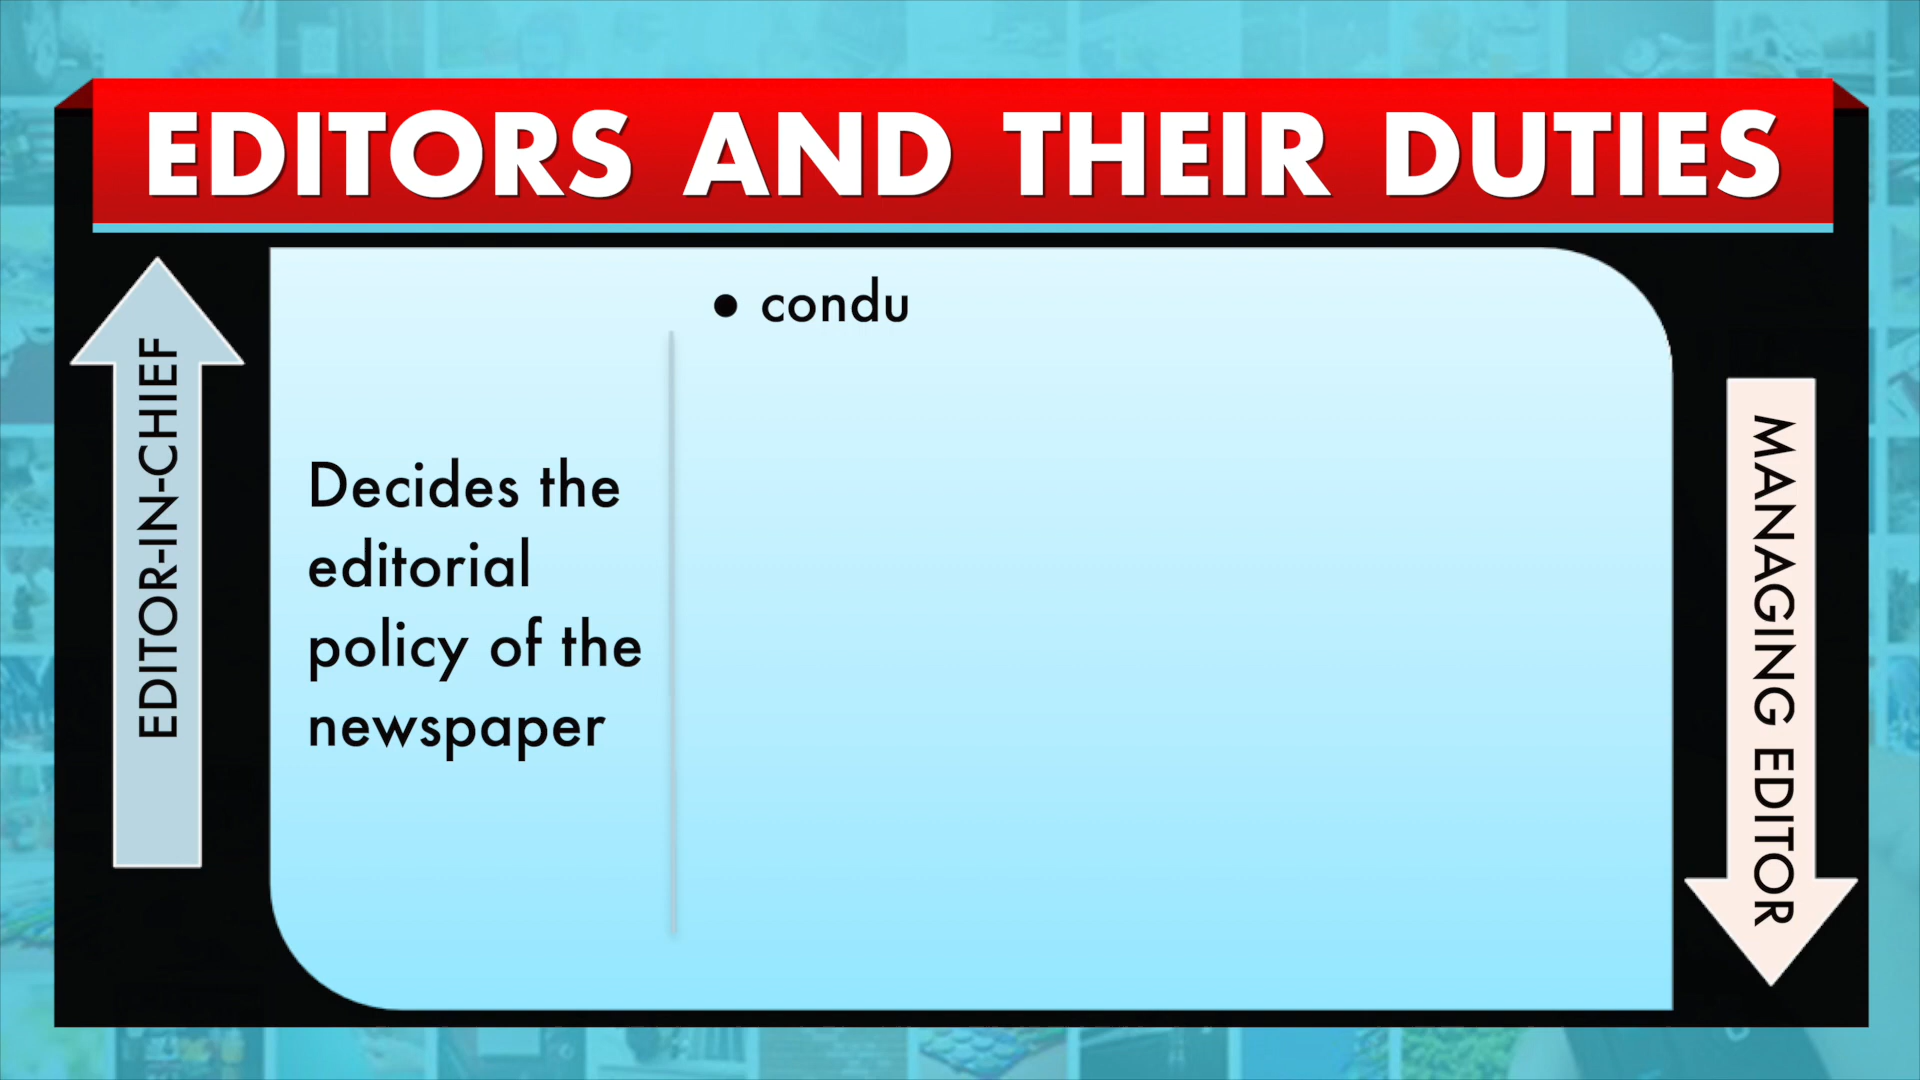 EDITORS AND THEIR DUTIES
EDITOR-IN-CHIEF
Decides the
editorial
policy of the
newspaper
• condu
MANAGING EDITOR